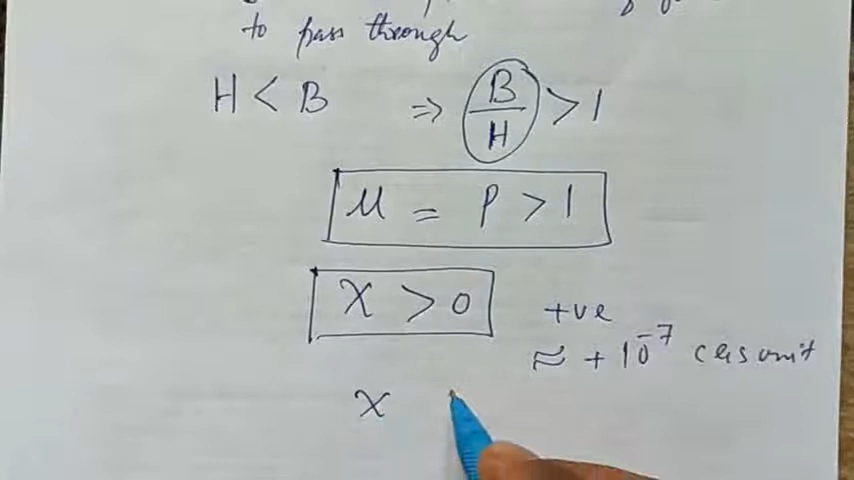 to pass through
H < B ⇒ B/H > 1
μ = P > 1
χ > 0 +ve
≈ + 10⁻⁷ cgs unit
χ